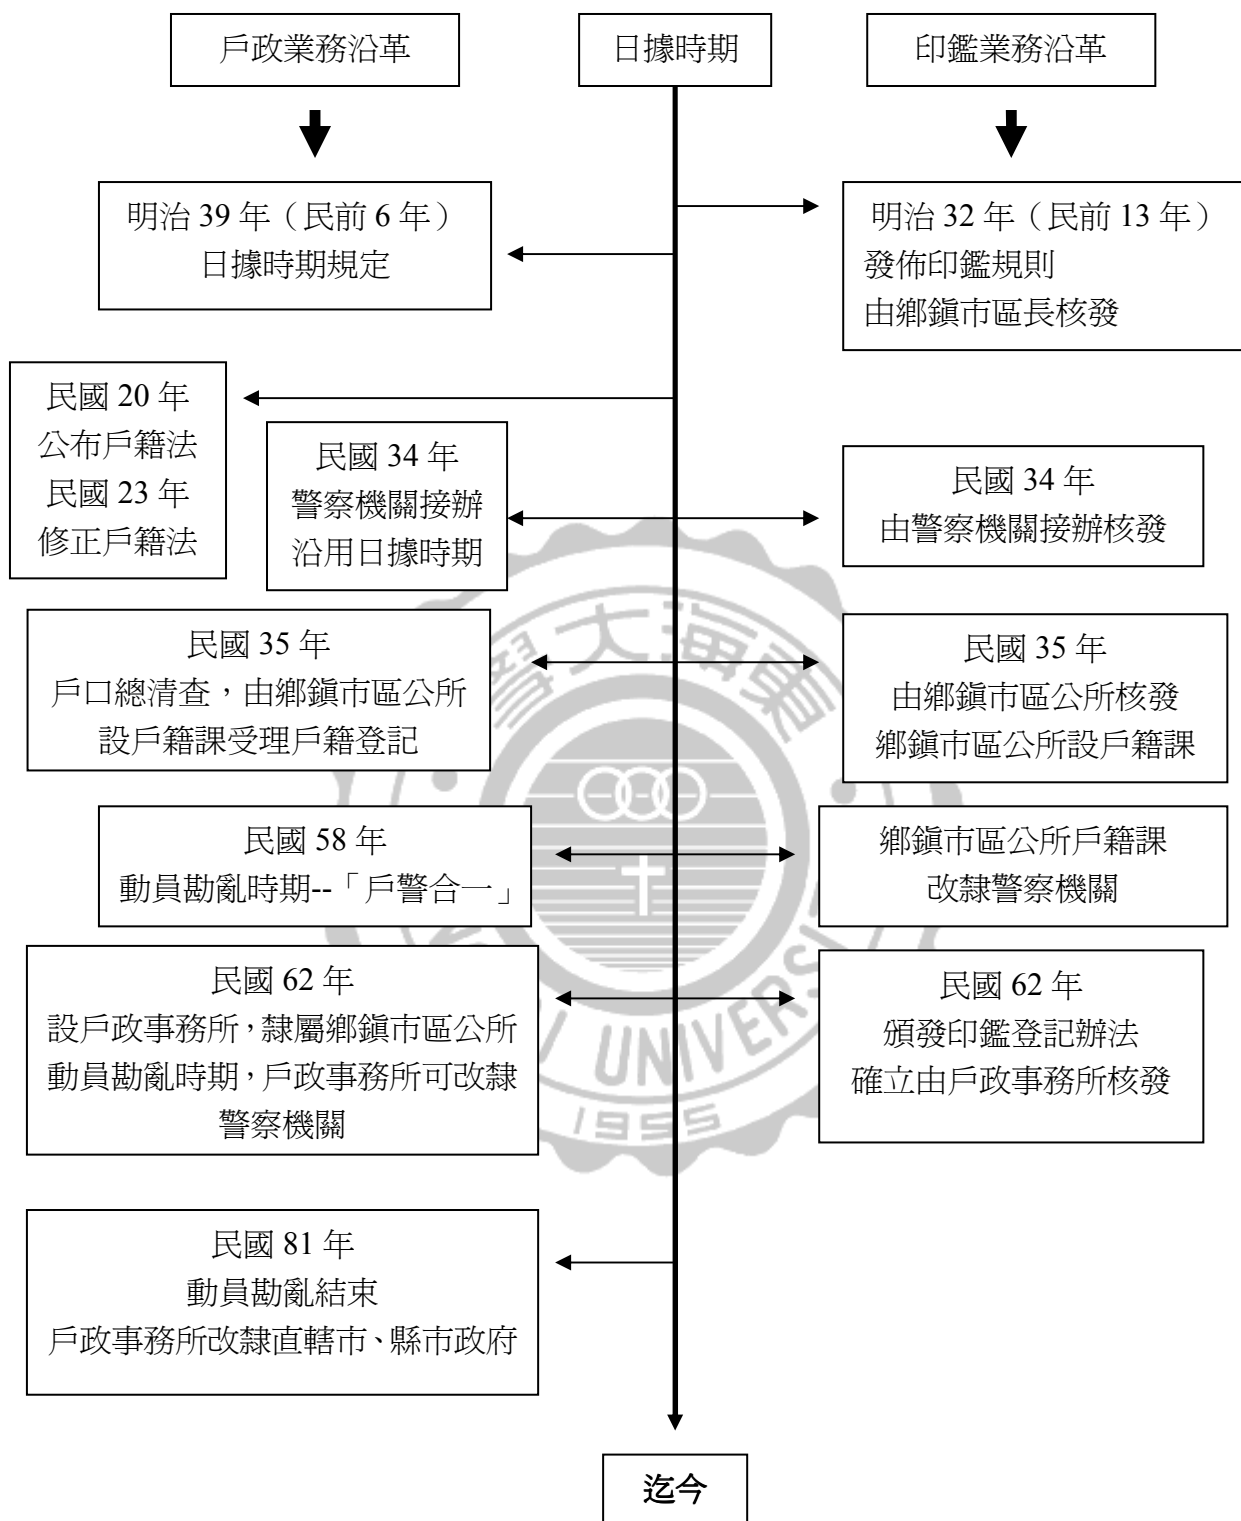 戶政業務沿革
日據時期
印鑑業務沿革
明治 39 年（民前 6 年）
日據時期規定
明治 32 年（民前 13 年）
發佈印鑑規則
由鄉鎮市區長核發
民國 20 年
公布戶籍法
民國 23 年
修正戶籍法
民國 34 年
警察機關接辦
沿用日據時期
民國 34 年
由警察機關接辦核發
民國 35 年
戶口總清查，由鄉鎮市區公所
設戶籍課受理戶籍登記
民國 35 年
由鄉鎮市區公所核發
鄉鎮市區公所設戶籍課
民國 58 年
動員勘亂時期--「戶警合一」
鄉鎮市區公所戶籍課
改隸警察機關
民國 62 年
設戶政事務所，隸屬鄉鎮市區公所
動員勘亂時期，戶政事務所可改隸
警察機關
民國 62 年
頒發印鑑登記辦法
確立由戶政事務所核發
民國 81 年
動員勘亂結束
戶政事務所改隸直轄市、縣市政府
迄今
學大海東
UNIVERS
1955